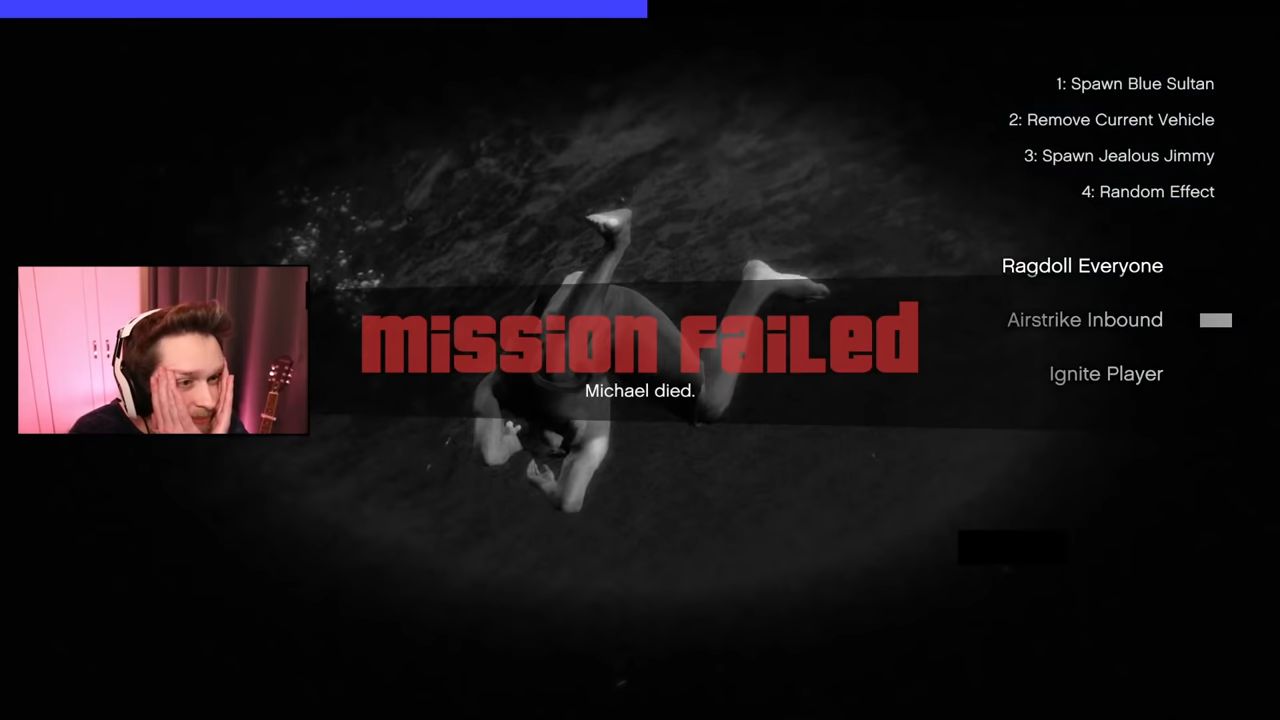 1: Spawn Blue Sultan
2: Remove Current Vehicle
3: Spawn Jealous Jimmy
4: Random Effect
Ragdoll Everyone
Airstrike Inbound
Ignite Player
mission failed
Michael died.